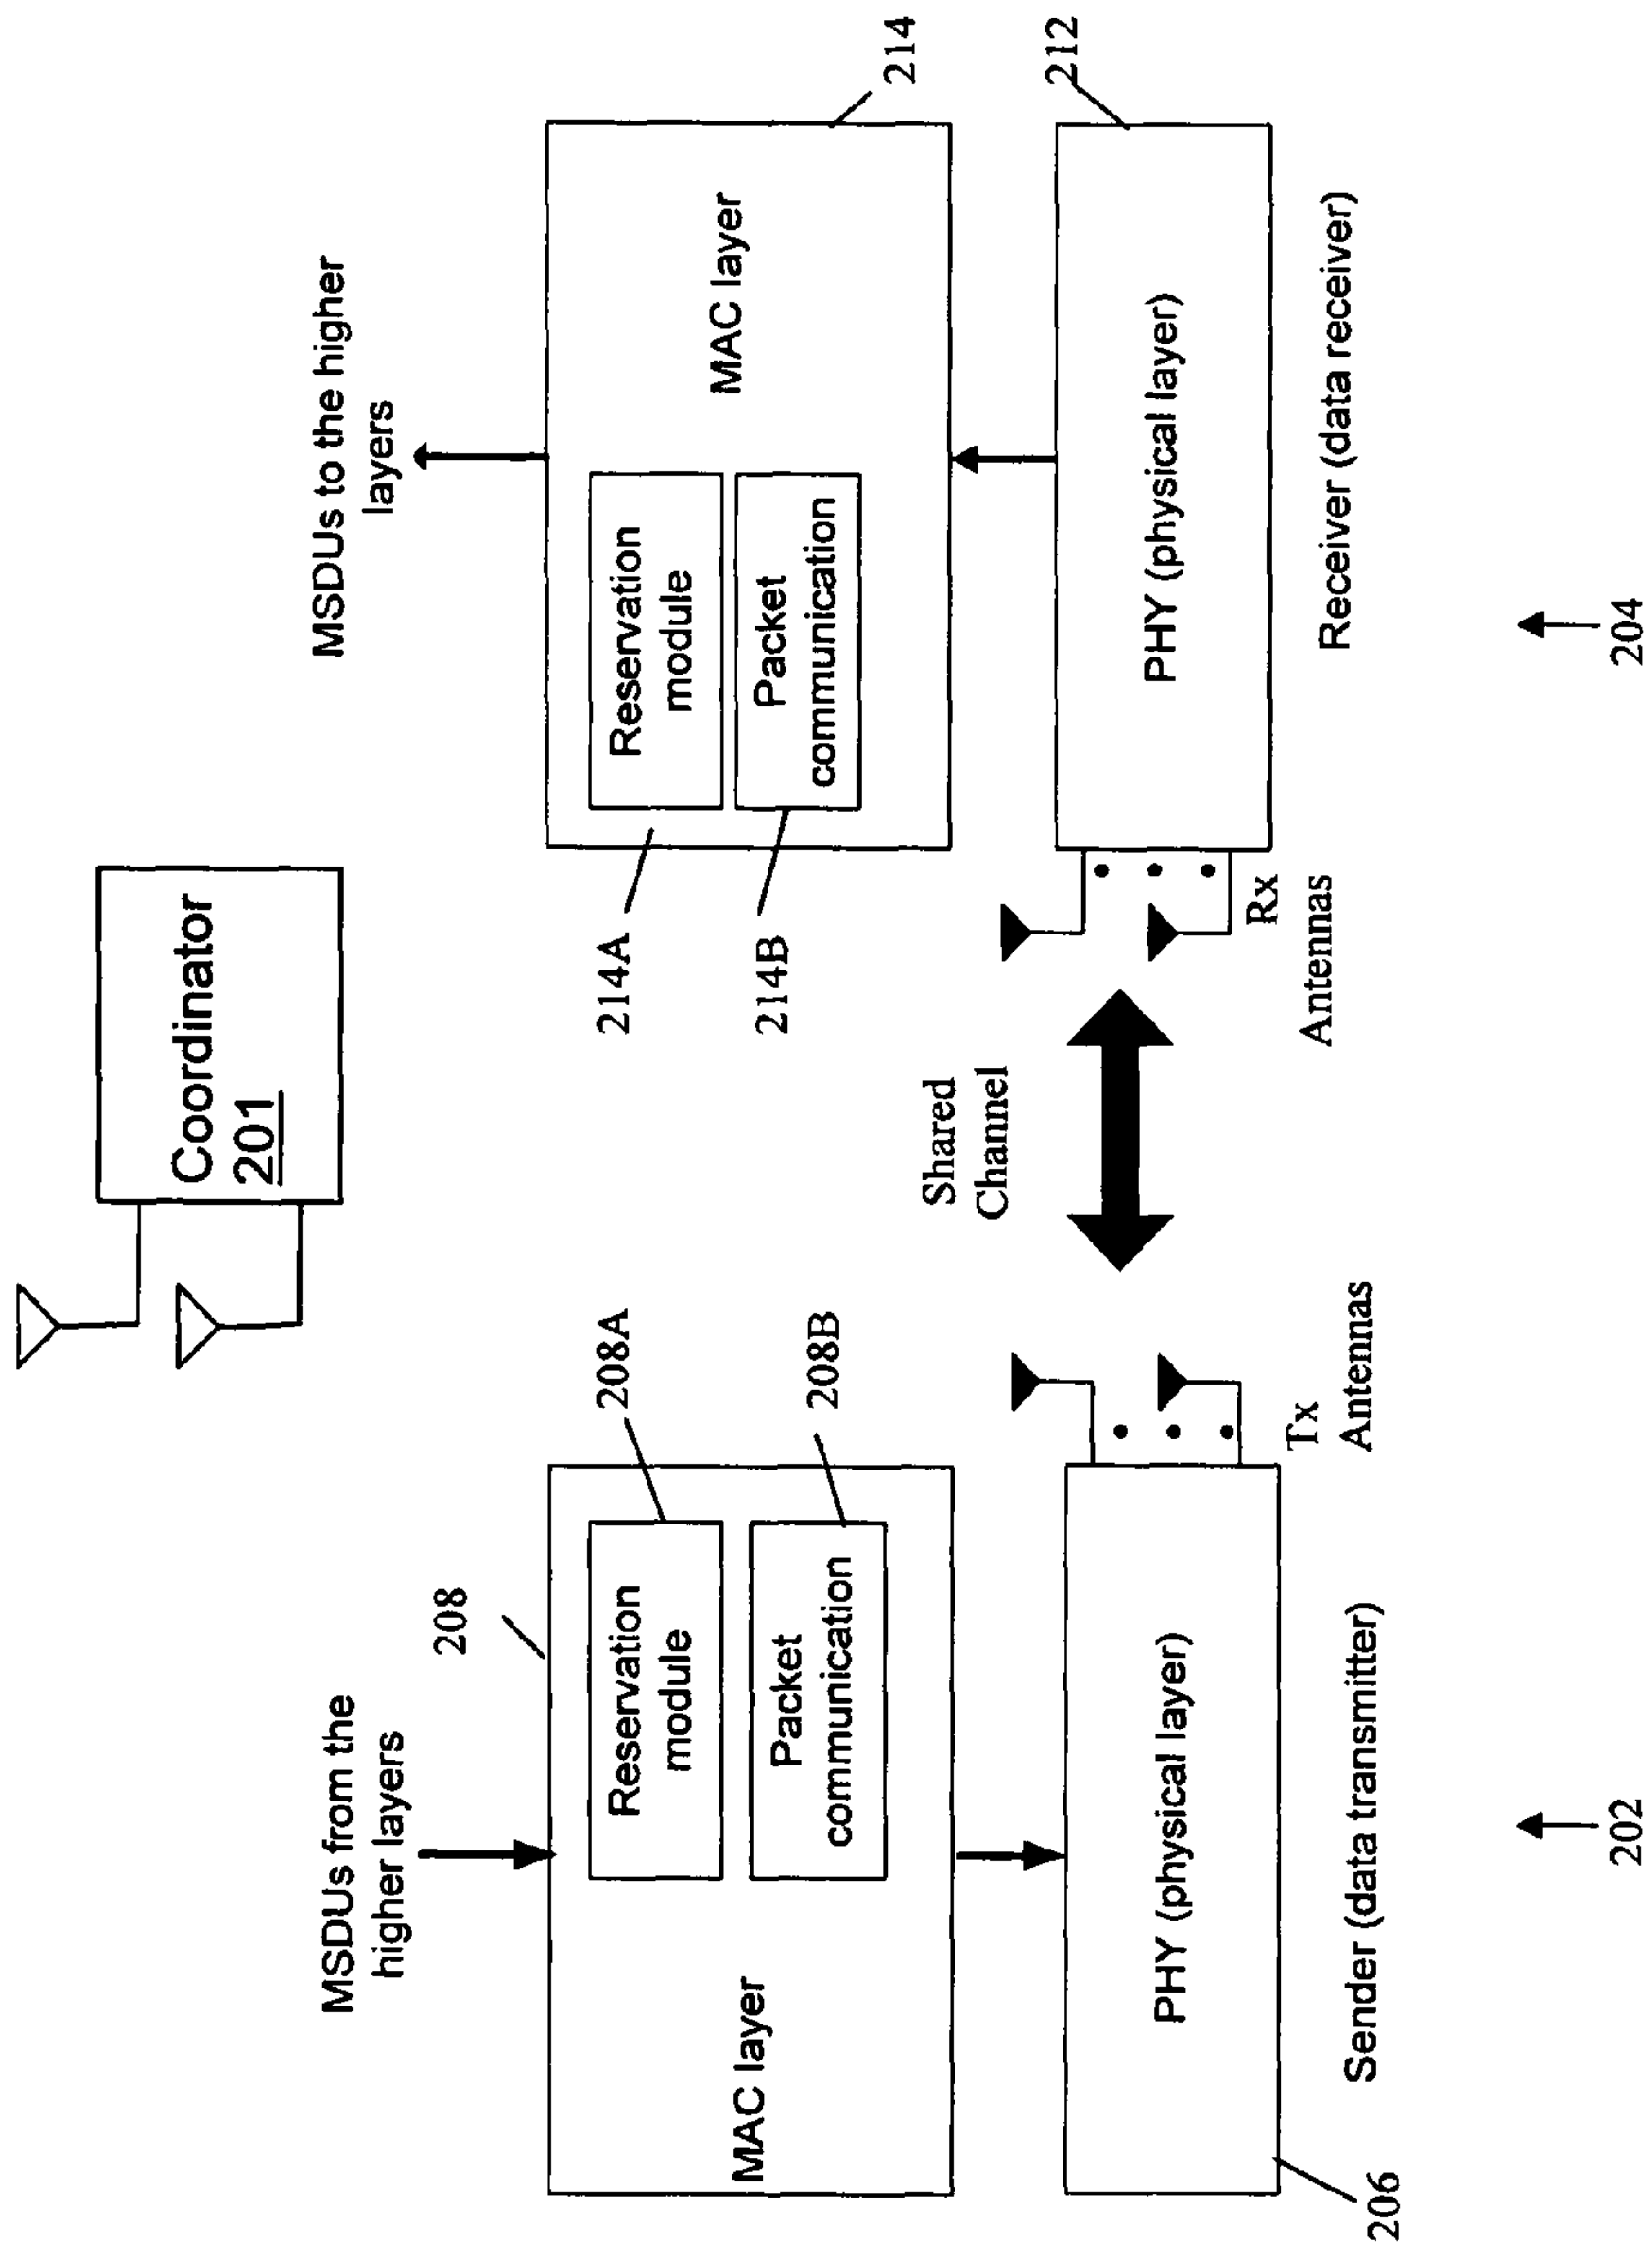 Coordinator
201
MSDUs from the
higher layers
208
MAC layer
Reservation
module
208A
Packet
communication
208B
PHY (physical layer)
206
Tx
Antennas
Sender (data transmitter)
202
Shared
Channel
MSDUs to the higher
layers
214A
Reservation
module
214B
Packet
communication
MAC layer
214
PHY (physical layer)
212
Rx
Antennas
Receiver (data receiver)
204